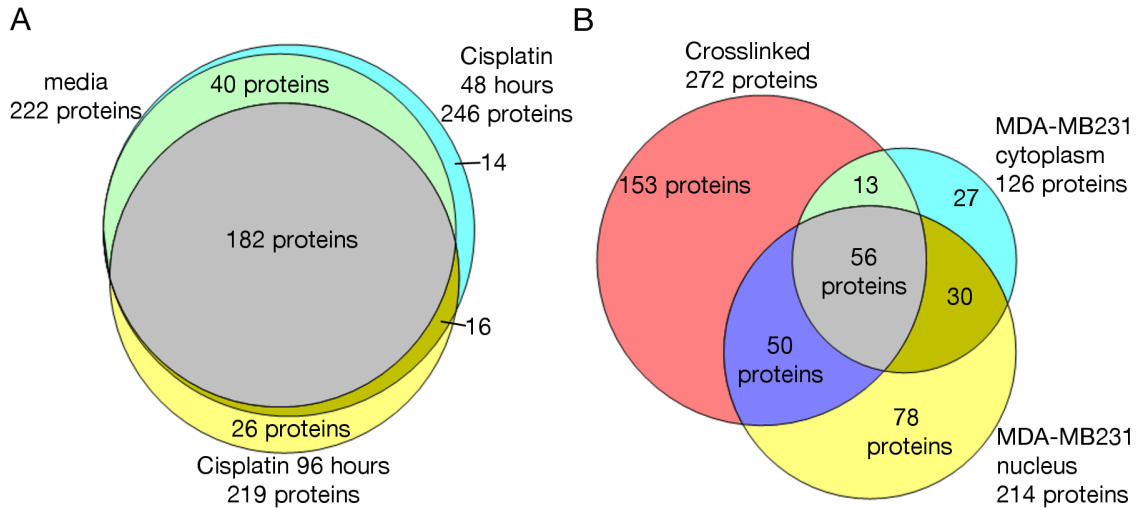 A
media
222 proteins
40 proteins
Cisplatin
48 hours
246 proteins
14
182 proteins
16
26 proteins
Cisplatin 96 hours
219 proteins
B
Crosslinked
272 proteins
MDA-MB231
cytoplasm
126 proteins
153 proteins
13
27
56
proteins
30
50
proteins
78
proteins
MDA-MB231
nucleus
214 proteins